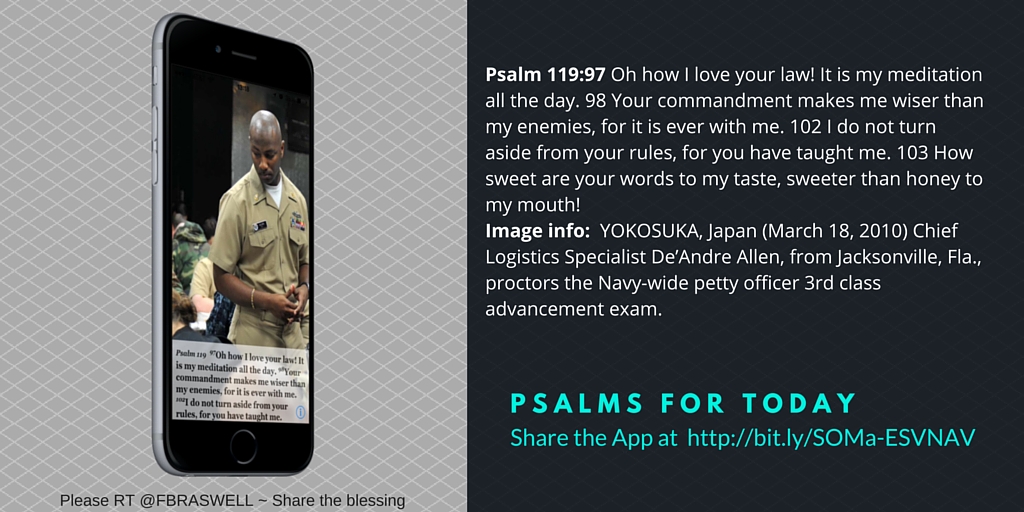 Psalm 119 97Oh how I love your law! It
is my meditation all the day. 98Your
commandment makes me wiser than
my enemies, for it is ever with me.
102I do not turn aside from your
rules, for you have taught me.
Please RT @FBRASWELL ~ Share the blessing
Psalm 119:97 Oh how I love your law! It is my meditation
all the day. 98 Your commandment makes me wiser than
my enemies, for it is ever with me. 102 I do not turn
aside from your rules, for you have taught me. 103 How
sweet are your words to my taste, sweeter than honey to
my mouth!
Image info:  YOKOSUKA, Japan (March 18, 2010) Chief
Logistics Specialist De’Andre Allen, from Jacksonville, Fla.,
proctors the Navy-wide petty officer 3rd class
advancement exam.
PSALMS FOR TODAY
Share the App at  http://bit.ly/SOMa-ESVNAV